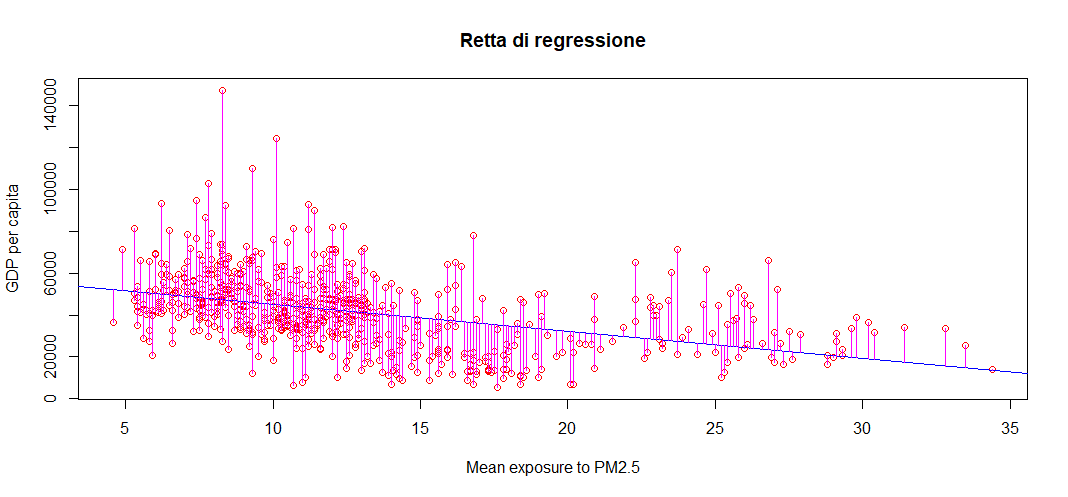 Retta di regressione
GDP per capita
140000
100000
60000
20000
0
5 10 15 20 25 30 35
Mean exposure to PM2.5